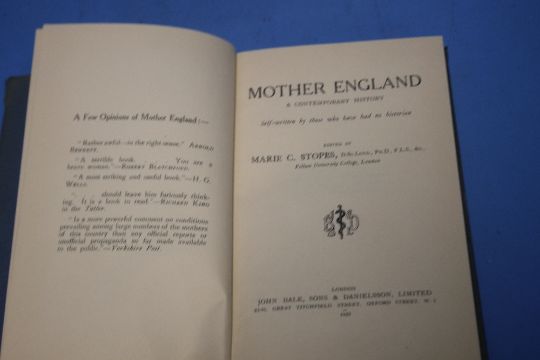 A Few Opinions of Mother England:—
"Rather awful—in the right sense." ARNOLD
BENNETT.
"A terrible book. You are a
brave woman."—ROBERT BLATCHFORD.
"A most striking and useful book."—H. G.
WELLS.
". . . should leave him furiously think-
ing. It is a book to read."—RICHARD KING
in the Tatler.
"Is a more powerful comment on conditions
prevailing among large numbers of the mothers
of this country than any official reports or
unofficial propaganda so far made available
to the public."—Yorkshire Post.
MOTHER ENGLAND
A CONTEMPORARY HISTORY
Self-written by those who have had no historian
EDITED BY
MARIE C. STOPES, D.Sc.Lond., Ph.D., F.L.S., &c.,
Fellow University College, London
LONDON
JOHN BALE, SONS & DANIELSSON, LIMITED
GREAT TITCHFIELD STREET, OXFORD STREET, W. 1